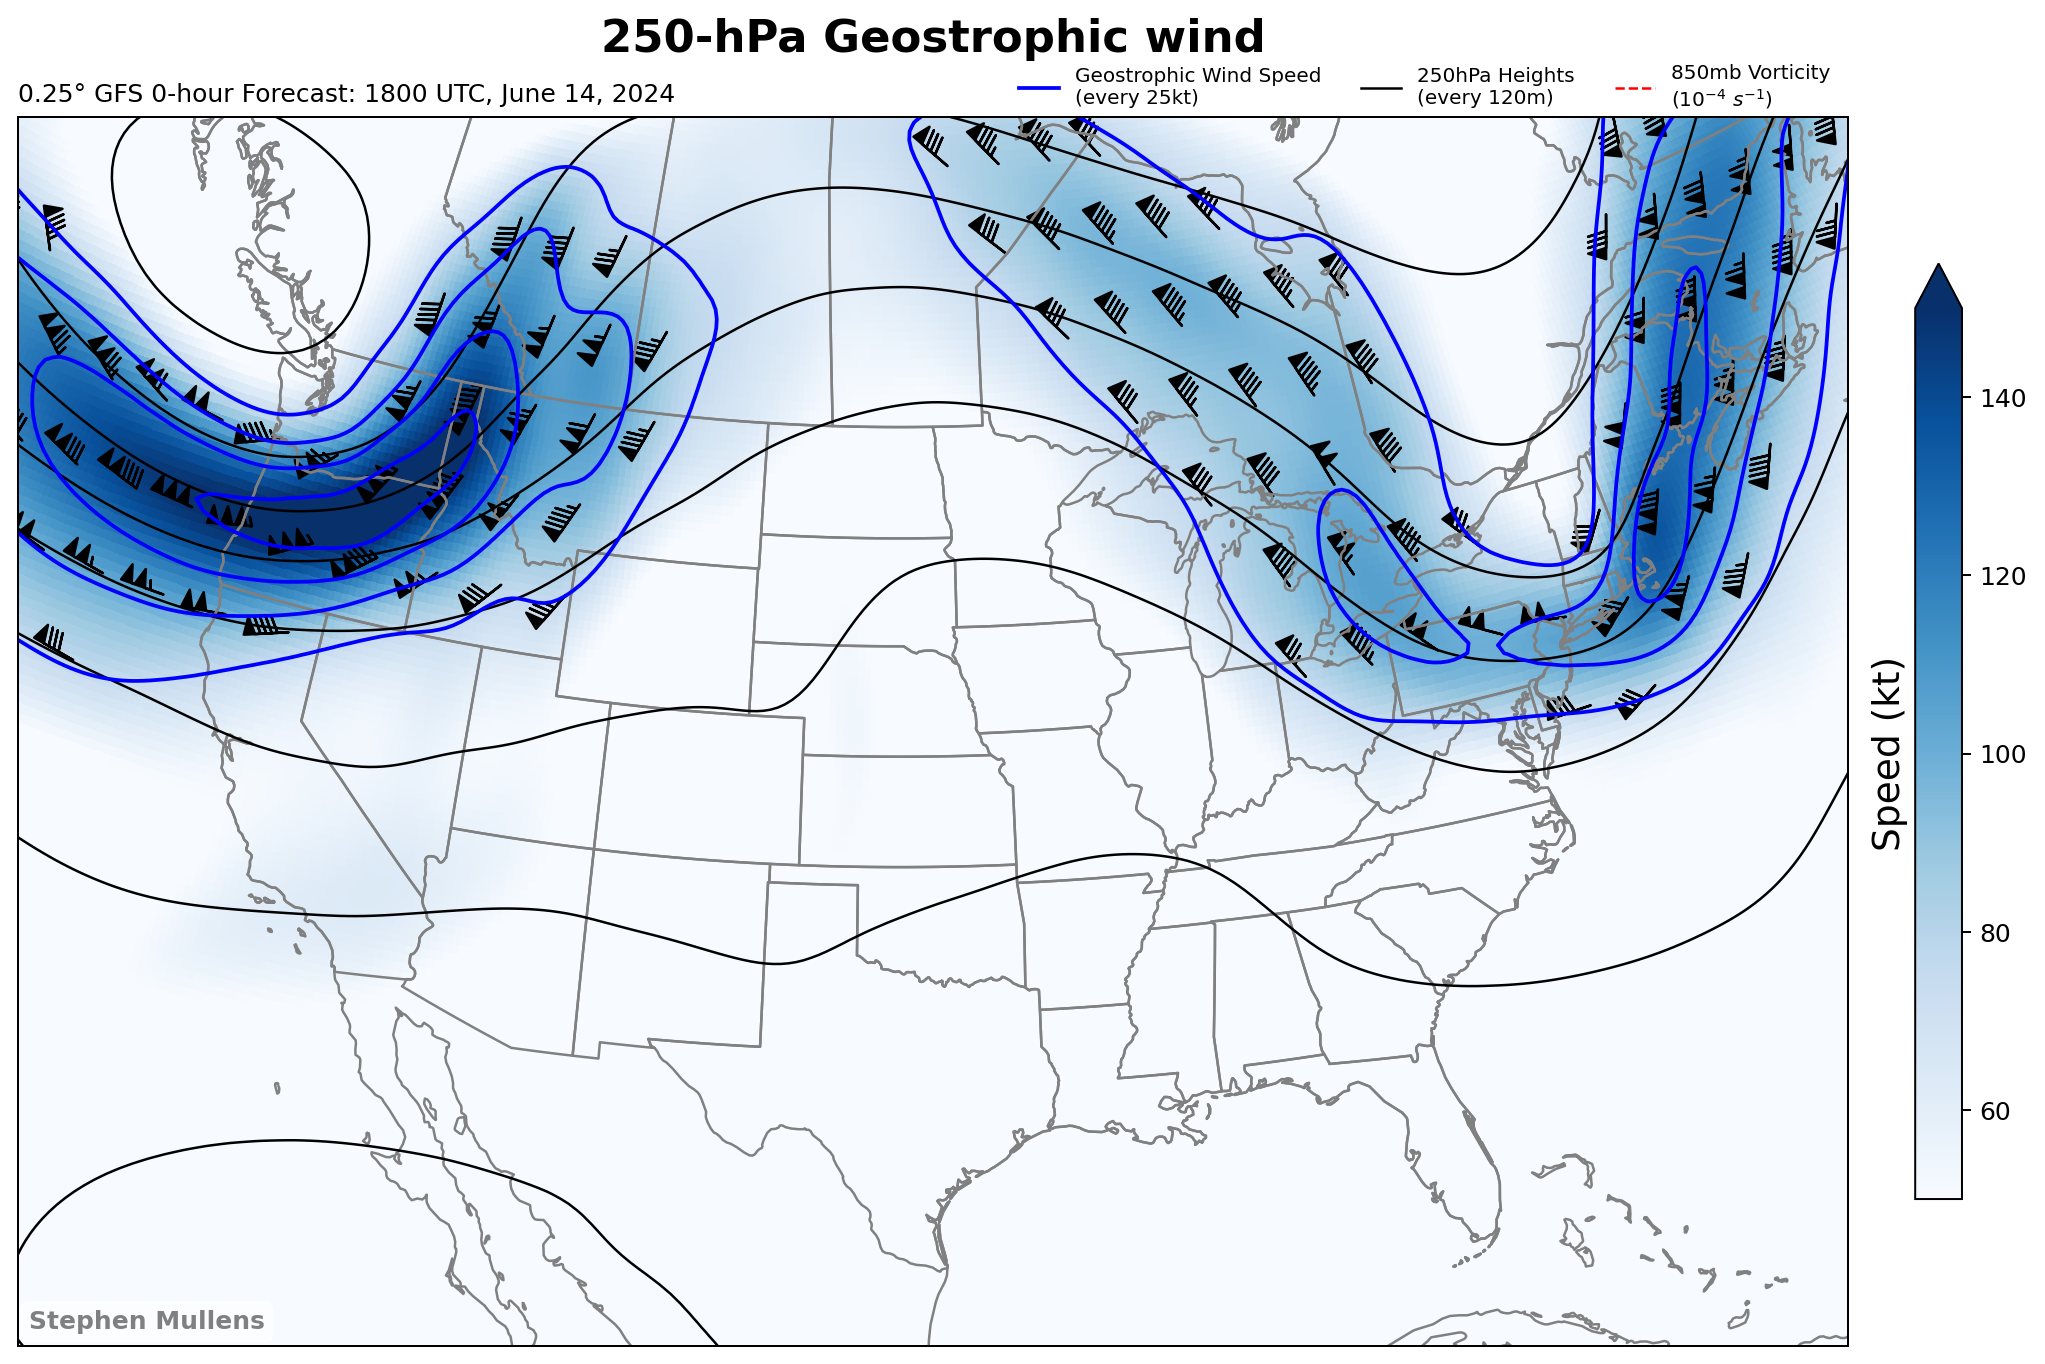 250-hPa Geostrophic wind
0.25° GFS 0-hour Forecast: 1800 UTC, June 14, 2024
Geostrophic Wind Speed
(every 25kt)
250hPa Heights
(every 120m)
850mb Vorticity
(10⁻⁴ s⁻¹)
140
120
100
80
60
Speed (kt)
Stephen Mullens